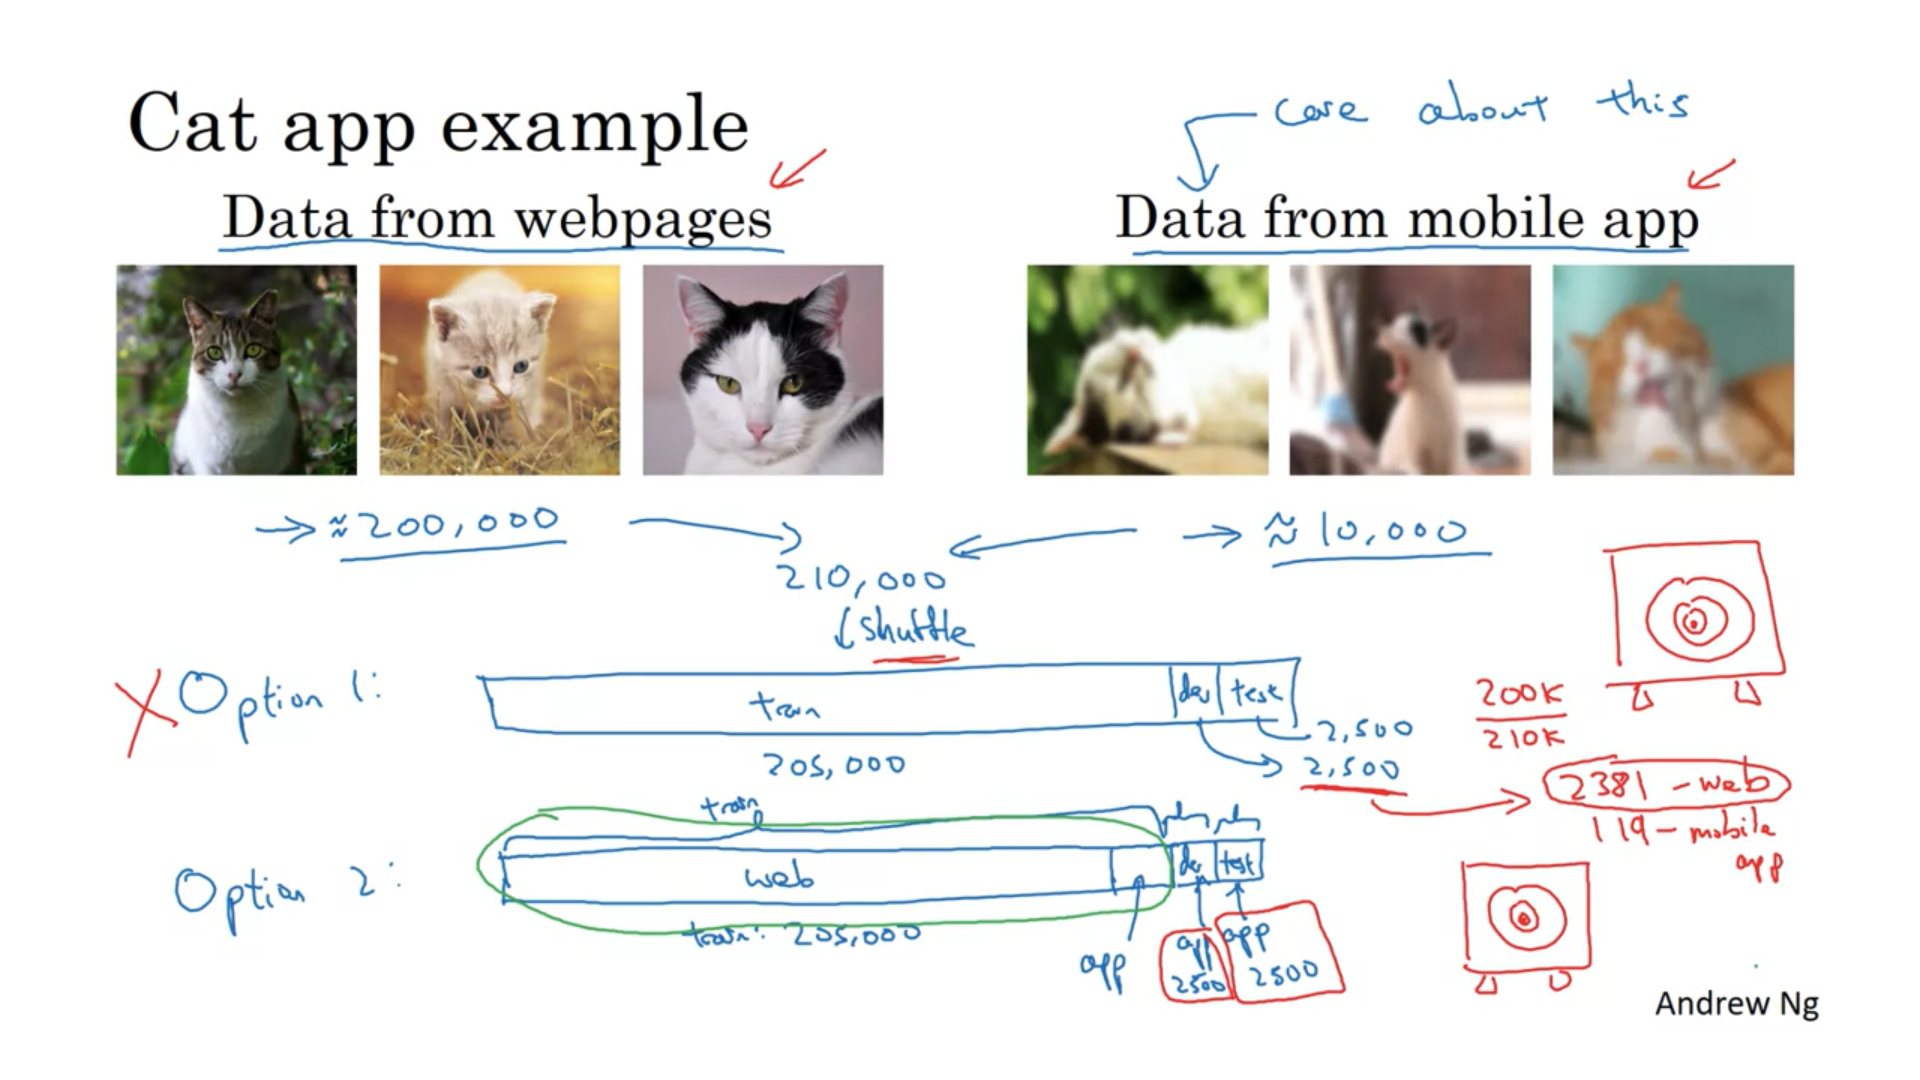 Cat app example
care about this
Data from webpages
Data from mobile app
≈200,000
≈10,000
210,000
shuffle
Option 1:
train
dev
test
205,000
2,500
2,500
200K
210K
2381 - web
119 - mobile
app
train
Option 2:
web
dev
test
train: 205,000
app
app
2500
app
2500
Andrew Ng